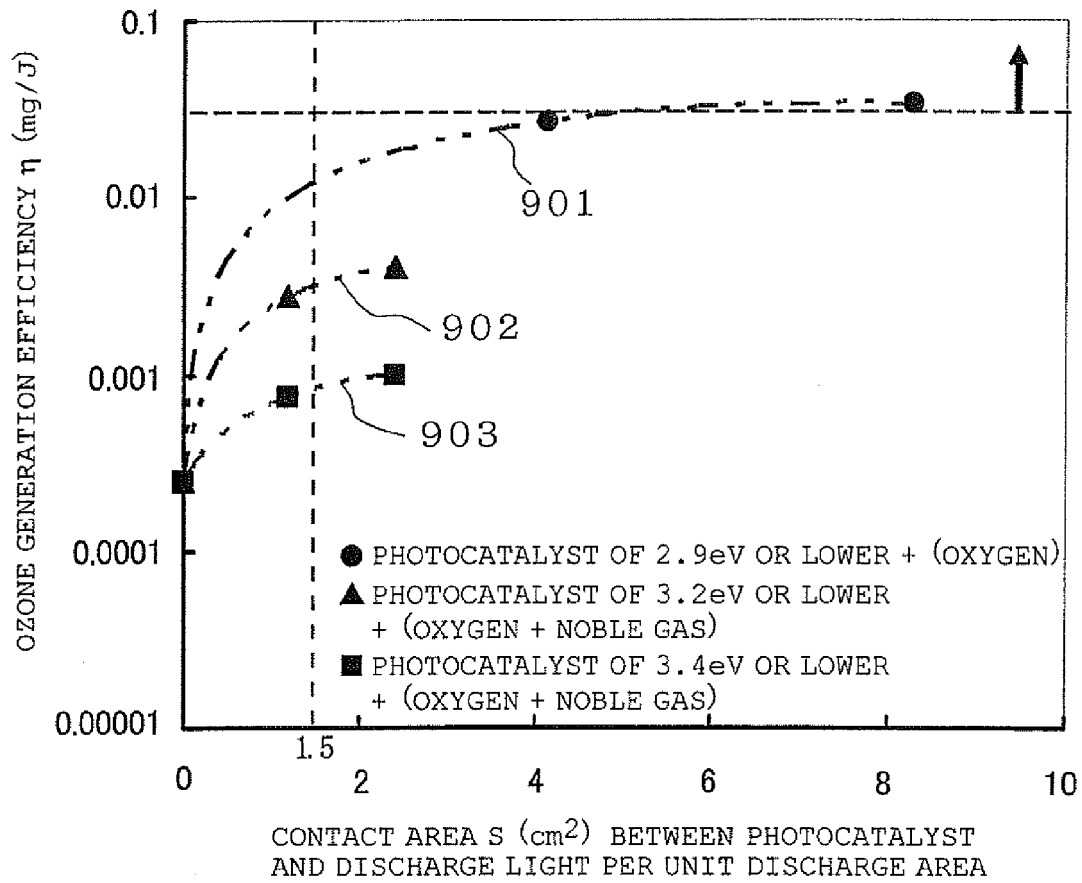 OZONE GENERATION EFFICIENCY η (mg/J)
0.1
0.01
0.001
0.0001
0.00001
901
902
903
● PHOTOCATALYST OF 2.9eV OR LOWER + (OXYGEN)
▲ PHOTOCATALYST OF 3.2eV OR LOWER
+ (OXYGEN + NOBLE GAS)
■ PHOTOCATALYST OF 3.4eV OR LOWER
+ (OXYGEN + NOBLE GAS)
1.5
0 2 4 6 8 10
CONTACT AREA S (cm²) BETWEEN PHOTOCATALYST
AND DISCHARGE LIGHT PER UNIT DISCHARGE AREA